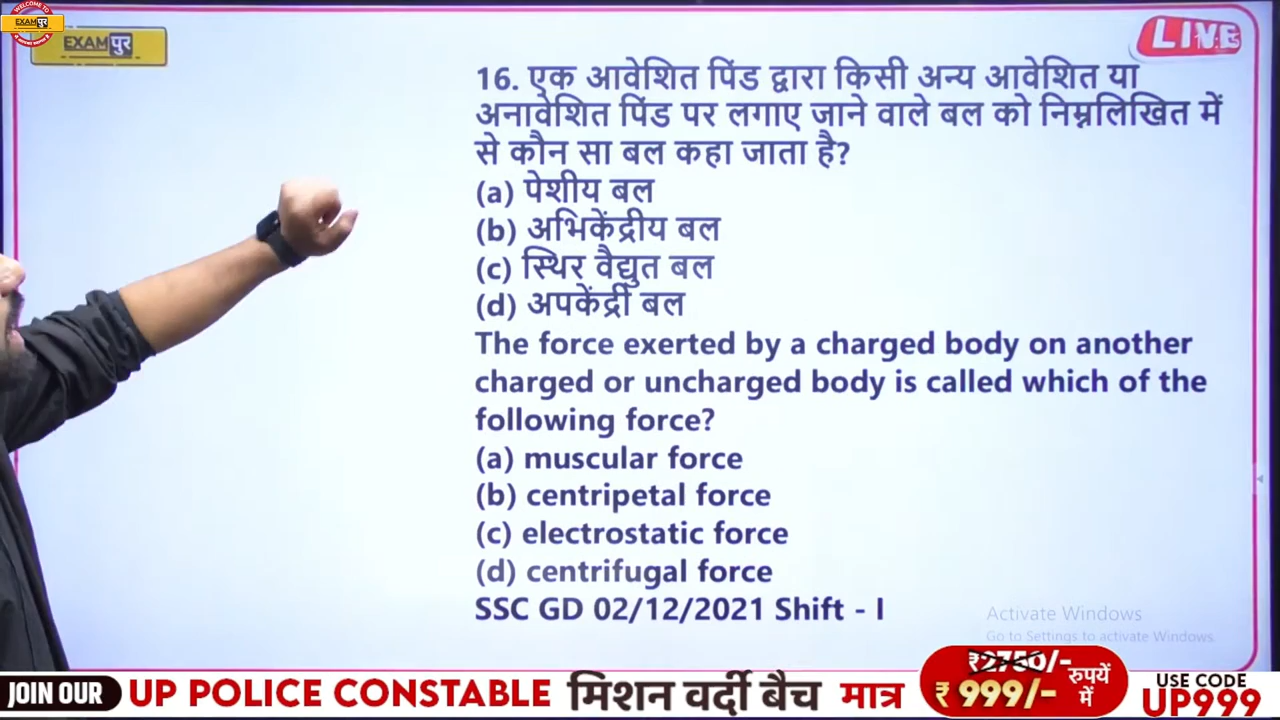 WELCOME TO
EXAMपुर
EXAMपुर
LIVE
16. एक आवेशित पिंड द्वारा किसी अन्य आवेशित या
अनावेशित पिंड पर लगाए जाने वाले बल को निम्नलिखित में
से कौन सा बल कहा जाता है?
(a) पेशीय बल
(b) अभिकेंद्रीय बल
(c) स्थिर वैद्युत बल
(d) अपकेंद्री बल
The force exerted by a charged body on another
charged or uncharged body is called which of the
following force?
(a) muscular force
(b) centripetal force
(c) electrostatic force
(d) centrifugal force
SSC GD 02/12/2021 Shift - I
Activate Windows
Go to Settings to activate Windows.
JOIN OUR UP POLICE CONSTABLE मिशन वर्दी बैच मात्र
₹2750/-
₹ 999/- रुपयें में
USE CODE
UP999